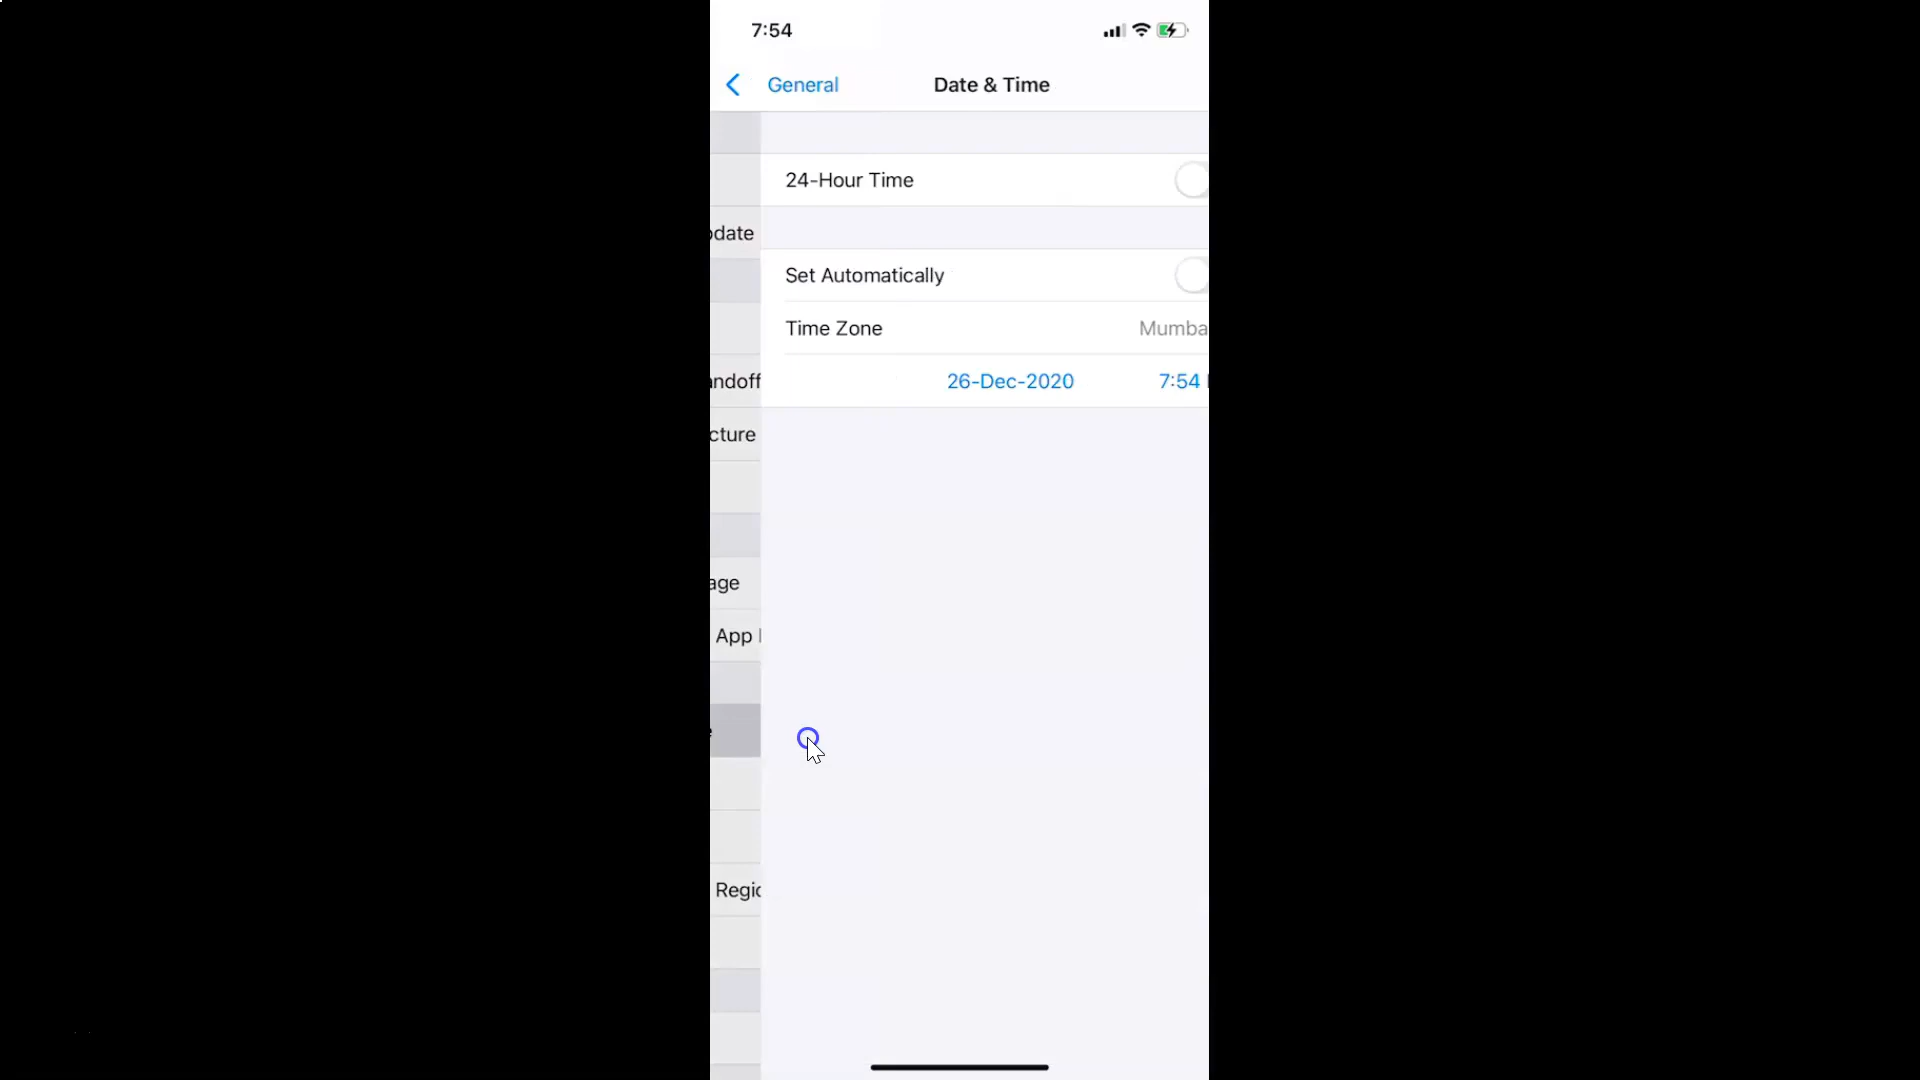 7:54
General
Date & Time
24-Hour Time
date
Set Automatically
Time Zone Mumba
26-Dec-2020 7:54
ndoff
cture
age
App
Regi